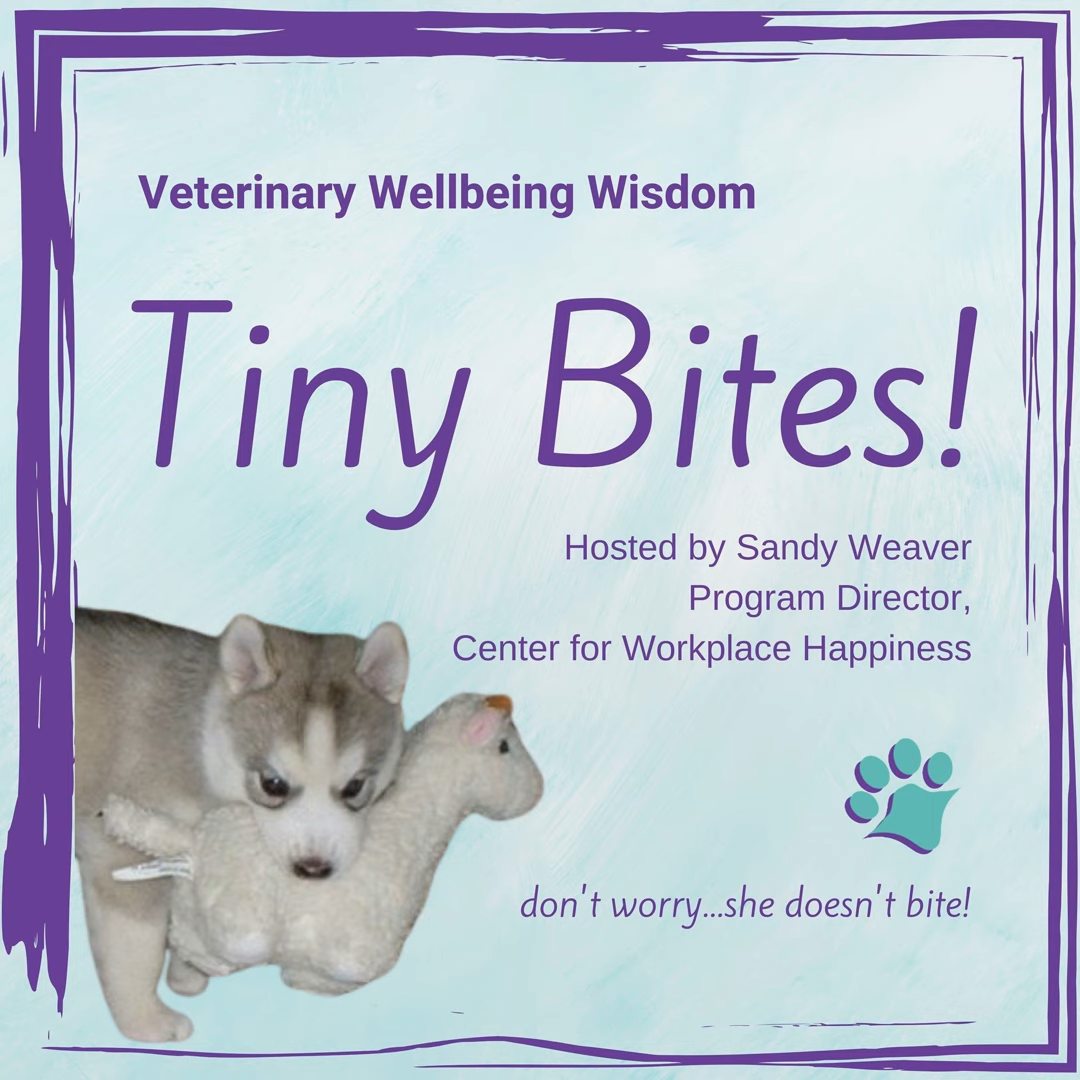 Veterinary Wellbeing Wisdom
Tiny Bites!
Hosted by Sandy Weaver
Program Director,
Center for Workplace Happiness
don't worry...she doesn't bite!